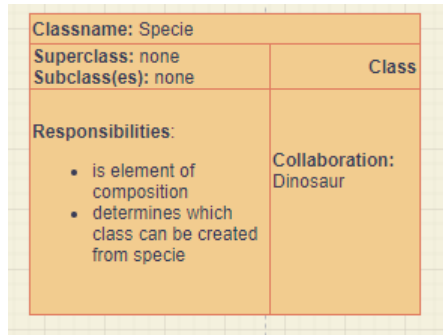 Classname: Specie
Superclass: none
Subclass(es): none
Class
Responsibilities:
• is element of
composition
• determines which
class can be created
from specie
Collaboration:
Dinosaur